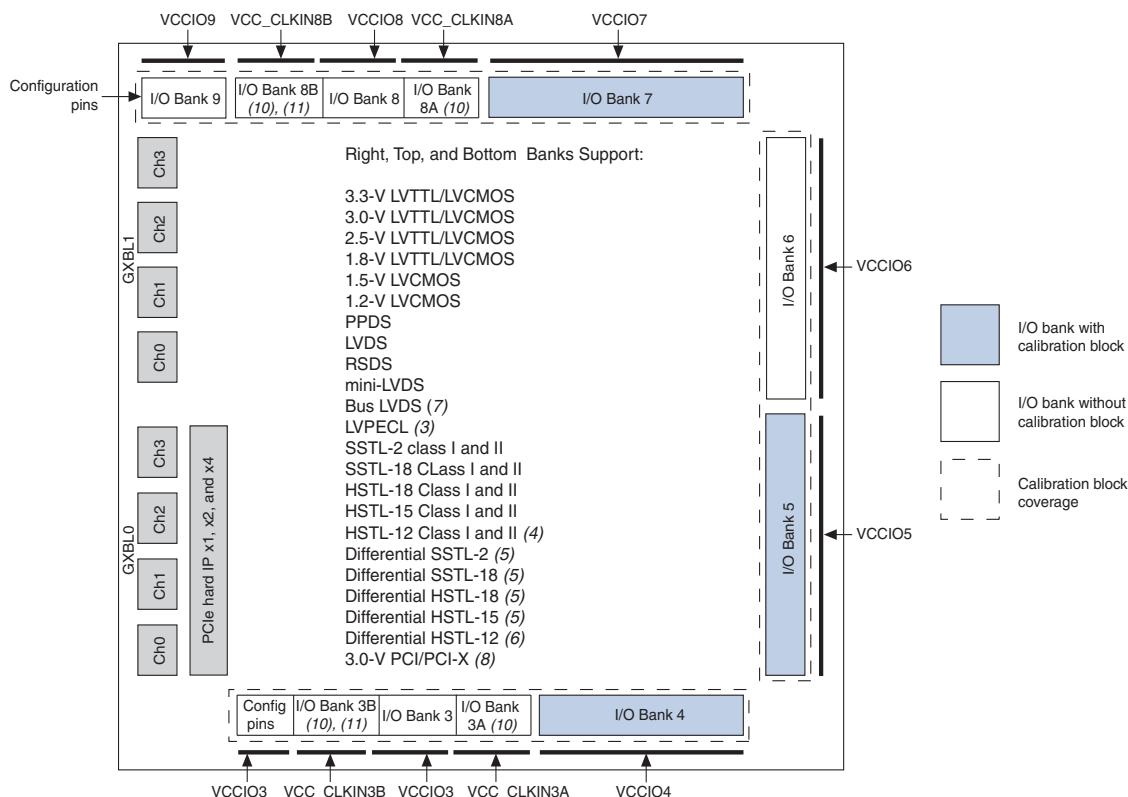 VCCIO9 VCC_CLKIN8B VCCIO8 VCC_CLKIN8A VCCIO7
Configuration
pins
I/O Bank 9
I/O Bank 8B
(10), (11)
I/O Bank 8
I/O Bank
8A (10)
I/O Bank 7
Right, Top, and Bottom Banks Support:
3.3-V LVTTL/LVCMOS
3.0-V LVTTL/LVCMOS
2.5-V LVTTL/LVCMOS
1.8-V LVTTL/LVCMOS
1.5-V LVCMOS
1.2-V LVCMOS
PPDS
LVDS
RSDS
mini-LVDS
Bus LVDS (7)
LVPECL (3)
SSTL-2 class I and II
SSTL-18 CLass I and II
HSTL-18 Class I and II
HSTL-15 Class I and II
HSTL-12 Class I and II (4)
Differential SSTL-2 (5)
Differential SSTL-18 (5)
Differential HSTL-18 (5)
Differential HSTL-15 (5)
Differential HSTL-12 (6)
3.0-V PCI/PCI-X (8)
GXBL1
Ch3
Ch2
Ch1
Ch0
GXBL0
Ch3
Ch2
Ch1
Ch0
PCIe hard IP x1, x2, and x4
I/O Bank 6
VCCIO6
I/O Bank 5
VCCIO5
I/O bank with
calibration block
I/O bank without
calibration block
Calibration block
coverage
Config
pins
I/O Bank 3B
(10), (11)
I/O Bank 3
I/O Bank
3A (10)
I/O Bank 4
VCCIO3 VCC_CLKIN3B VCCIO3 VCC_CLKIN3A VCCIO4